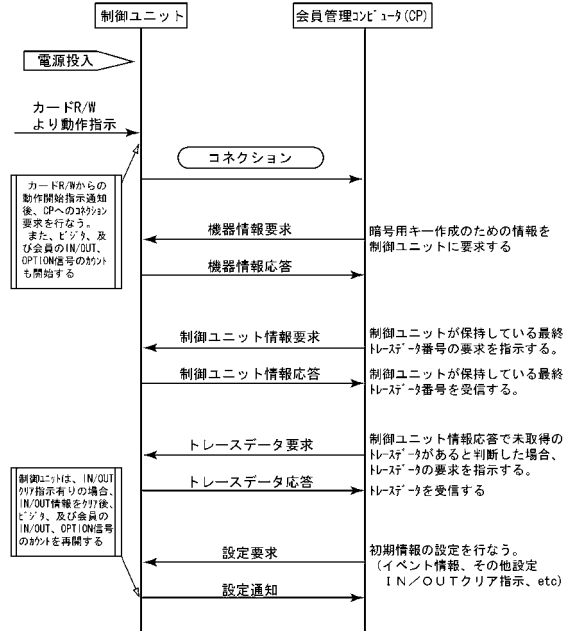 制御ユニット
会員管理コンピュータ(CP)
電源投入
カードR/W
より動作指示
コネクション
カードR/Wからの
動作開始指示通知
後、CPへのコネクション
要求を行なう。
また、ビジタ、及
び会員のIN/OUT、
OPTION信号のカウント
も開始する
機器情報要求
暗号用キー作成のための情報を
制御ユニットに要求する
機器情報応答
制御ユニット情報要求
制御ユニットが保持している最終
トレースデータ番号の要求を指示する。
制御ユニット情報応答
制御ユニットが保持している最終
トレースデータ番号を受信する。
トレースデータ要求
制御ユニット情報応答で未取得の
トレースデータがあると判断した場合、
トレースデータの要求を指示する。
トレースデータ応答
トレースデータを受信する
制御ユニットは、IN/OUT
クリア指示有りの場合、
IN/OUT情報をクリア後、
ビジタ、及び会員の
IN/OUT、OPTION信号
のカウントを再開する
設定要求
初期情報の設定を行なう。
(イベント情報、その他設定
IN/OUTクリア指示、etc)
設定通知